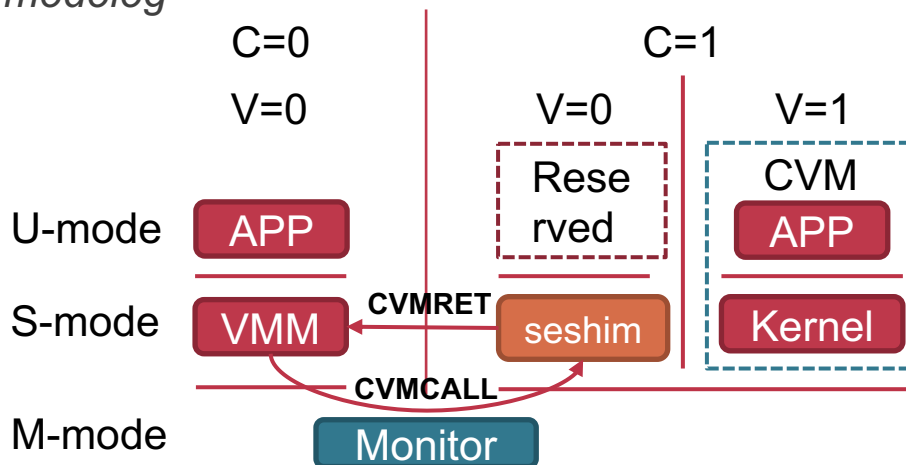 modolog
C=0 C=1
V=0 V=0 V=1
Rese
rved
CVM
U-mode APP APP
CVMRET
S-mode VMM seshim Kernel
CVMCALL
M-mode Monitor